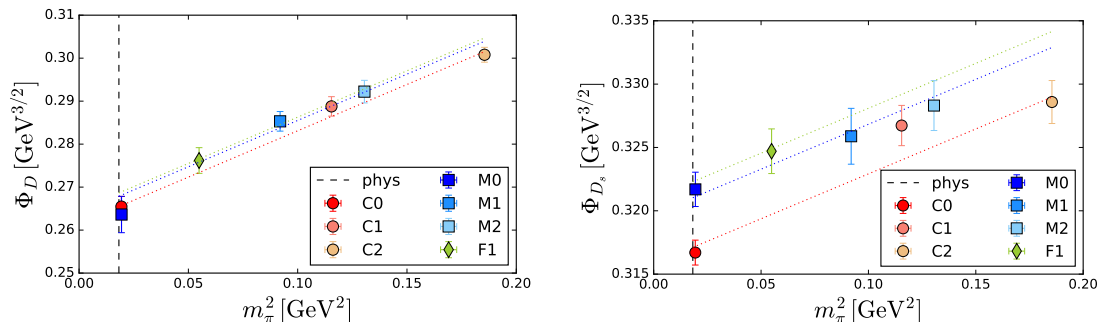 0.31
0.30
0.29
0.28
0.27
0.26
0.25
Φ_D [GeV^{3/2}]
0.00 0.05 0.10 0.15 0.20
m_π^2 [GeV^2]
phys
C0
C1
C2
M0
M1
M2
F1
0.335
0.330
0.325
0.320
0.315
Φ_{D_s} [GeV^{3/2}]
0.00 0.05 0.10 0.15 0.20
m_π^2 [GeV^2]
phys
C0
C1
C2
M0
M1
M2
F1